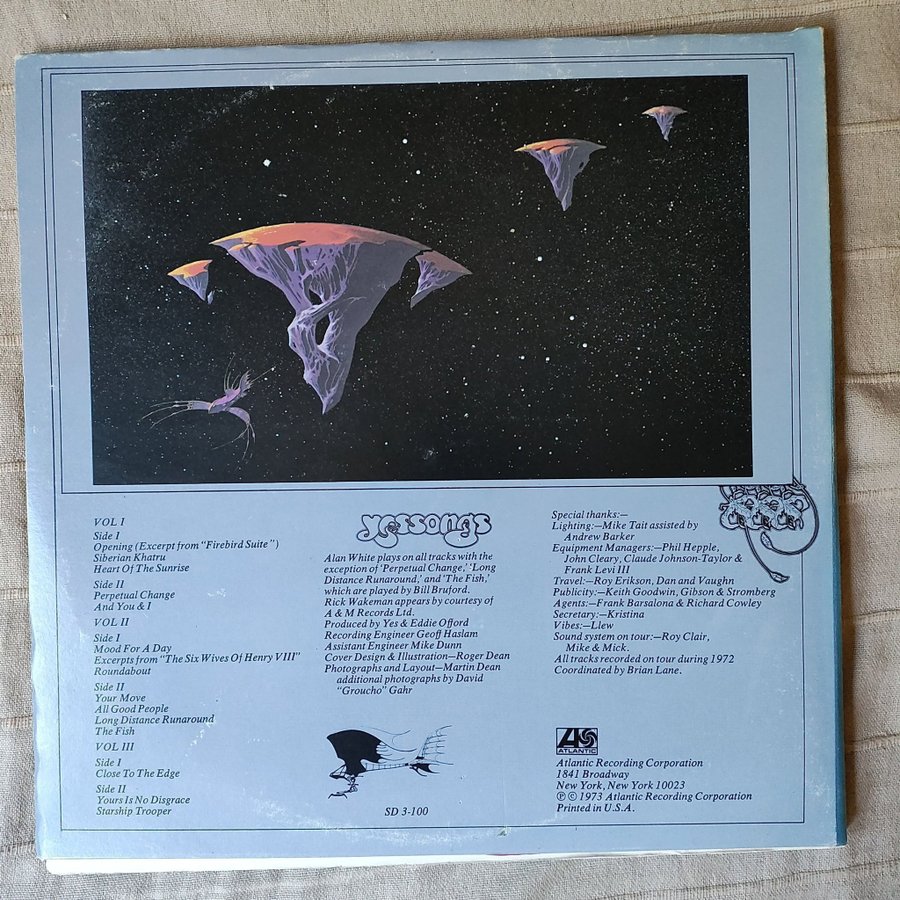 VOL I
Side I
Opening (Excerpt from "Firebird Suite")
Siberian Khatru
Heart Of The Sunrise
Side II
Perpetual Change
And You & I
VOL II
Side I
Mood For A Day
Excerpts from "The Six Wives Of Henry VIII"
Roundabout
Side II
Your Move
All Good People
Long Distance Runaround
The Fish
VOL III
Side I
Close To The Edge
Side II
Yours Is No Disgrace
Starship Trooper
yessongs
Alan White plays on all tracks with the
exception of 'Perpetual Change,' 'Long
Distance Runaround,' and 'The Fish,'
which are played by Bill Bruford.
Rick Wakeman appears by courtesy of
A & M Records Ltd.
Produced by Yes & Eddie Offord
Recording Engineer Geoff Haslam
Assistant Engineer Mike Dunn
Cover Design & Illustration—Roger Dean
Photographs and Layout—Martin Dean
additional photographs by David
"Groucho" Gahr
SD 3-100
Special thanks:—
Lighting:—Mike Tait assisted by
Andrew Barker
Equipment Managers:—Phil Hepple,
John Cleary, Claude Johnson-Taylor &
Frank Levi III
Travel:—Roy Erikson, Dan and Vaughn
Publicity:—Keith Goodwin, Gibson & Stromberg
Agents:—Frank Barsalona & Richard Cowley
Secretary:—Kristina
Vibes:—Llew
Sound system on tour:—Roy Clair,
Mike & Mick.
All tracks recorded on tour during 1972
Coordinated by Brian Lane.
ATLANTIC
Atlantic Recording Corporation
1841 Broadway
New York, New York 10023
℗ © 1973 Atlantic Recording Corporation
Printed in U.S.A.